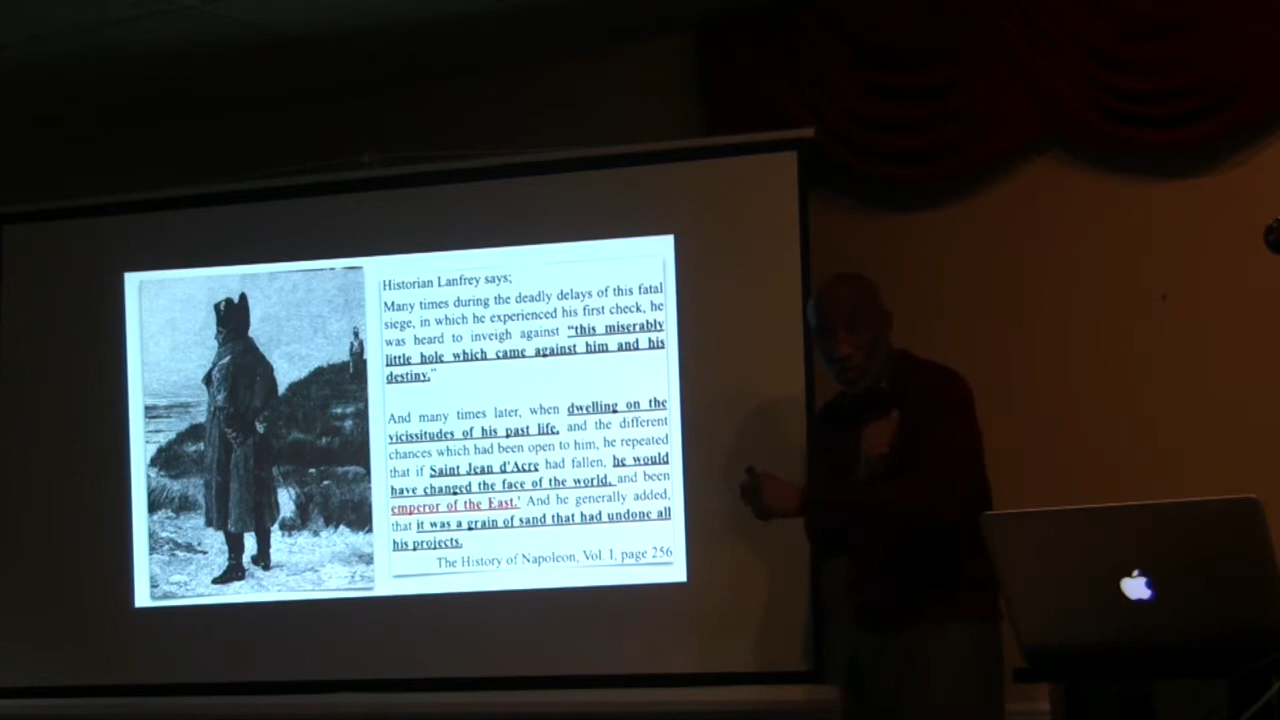 Historian Lanfrey says;
Many times during the deadly delays of this fatal
siege, in which he experienced his first check, he
was heard to inveigh against “this miserably
little hole which came against him and his
destiny.”
And many times later, when dwelling on the
vicissitudes of his past life, and the different
chances which had been open to him, he repeated
that if Saint Jean d'Acre had fallen, he would
have changed the face of the world, and been
emperor of the East.' And he generally added,
that it was a grain of sand that had undone all
his projects.
The History of Napoleon, Vol. I, page 256